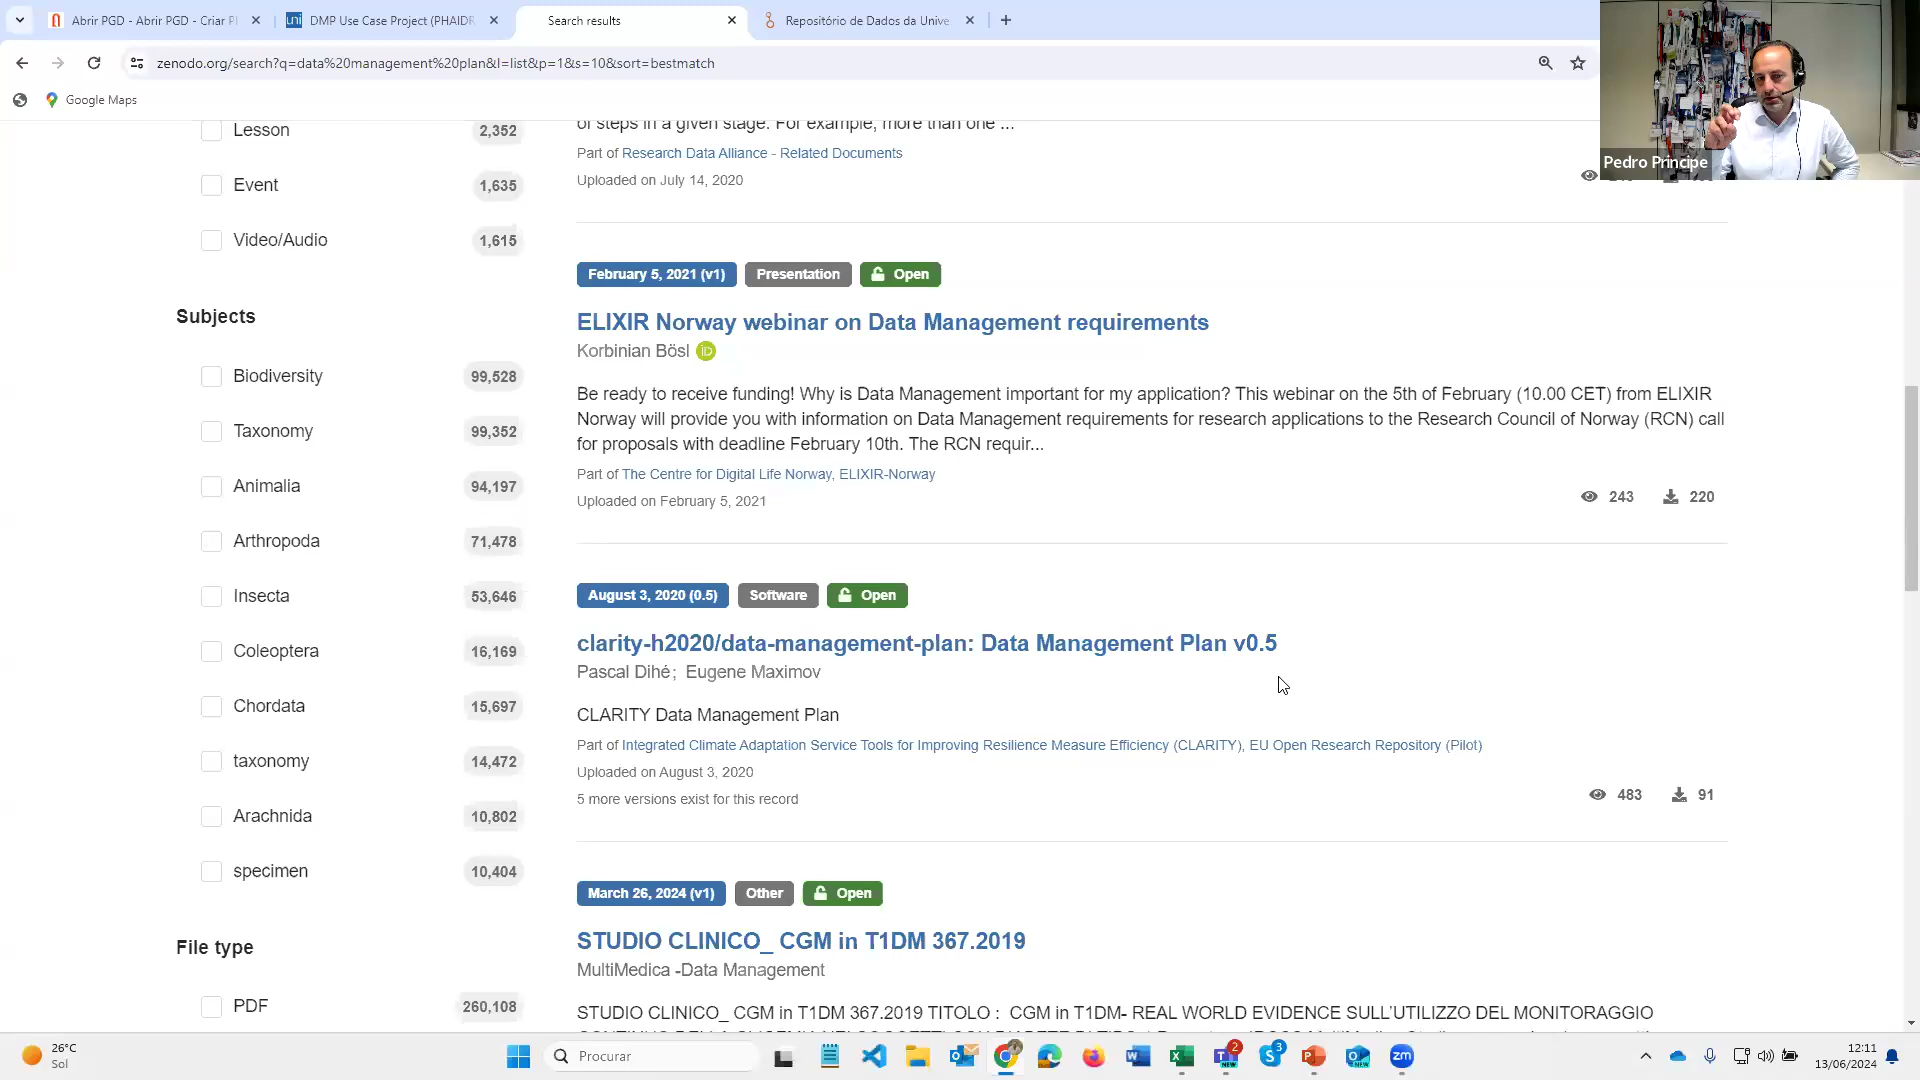 Abrir PGD - Abrir PGD - Criar P
DMP Use Case Project (PHAIDR
Search results
Repositório de Dados da Unive
zenodo.org/search?q=data%20management%20plan&l=list&p=1&s=10&sort=bestmatch
Google Maps
Pedro Principe
Lesson 2,352
Event 1,635
Video/Audio 1,615
Subjects
Biodiversity 99,528
Taxonomy 99,352
Animalia 94,197
Arthropoda 71,478
Insecta 53,646
Coleoptera 16,169
Chordata 15,697
taxonomy 14,472
Arachnida 10,802
specimen 10,404
File type
PDF 260,108
of steps in a given stage. For example, more than one ...
Part of Research Data Alliance - Related Documents
Uploaded on July 14, 2020
February 5, 2021 (v1) Presentation Open
ELIXIR Norway webinar on Data Management requirements
Korbinian Bösl iD
Be ready to receive funding! Why is Data Management important for my application? This webinar on the 5th of February (10.00 CET) from ELIXIR
Norway will provide you with information on Data Management requirements for research applications to the Research Council of Norway (RCN) call
for proposals with deadline February 10th. The RCN requir...
Part of The Centre for Digital Life Norway, ELIXIR-Norway
Uploaded on February 5, 2021
243 220
August 3, 2020 (0.5) Software Open
clarity-h2020/data-management-plan: Data Management Plan v0.5
Pascal Dihé; Eugene Maximov
CLARITY Data Management Plan
Part of Integrated Climate Adaptation Service Tools for Improving Resilience Measure Efficiency (CLARITY), EU Open Research Repository (Pilot)
Uploaded on August 3, 2020
5 more versions exist for this record
483 91
March 26, 2024 (v1) Other Open
STUDIO CLINICO_ CGM in T1DM 367.2019
MultiMedica -Data Management
STUDIO CLINICO_ CGM in T1DM 367.2019 TITOLO : CGM in T1DM- REAL WORLD EVIDENCE SULL'UTILIZZO DEL MONITORAGGIO
26°C
Sol
Procurar
2
3
zm
12:11
13/06/2024